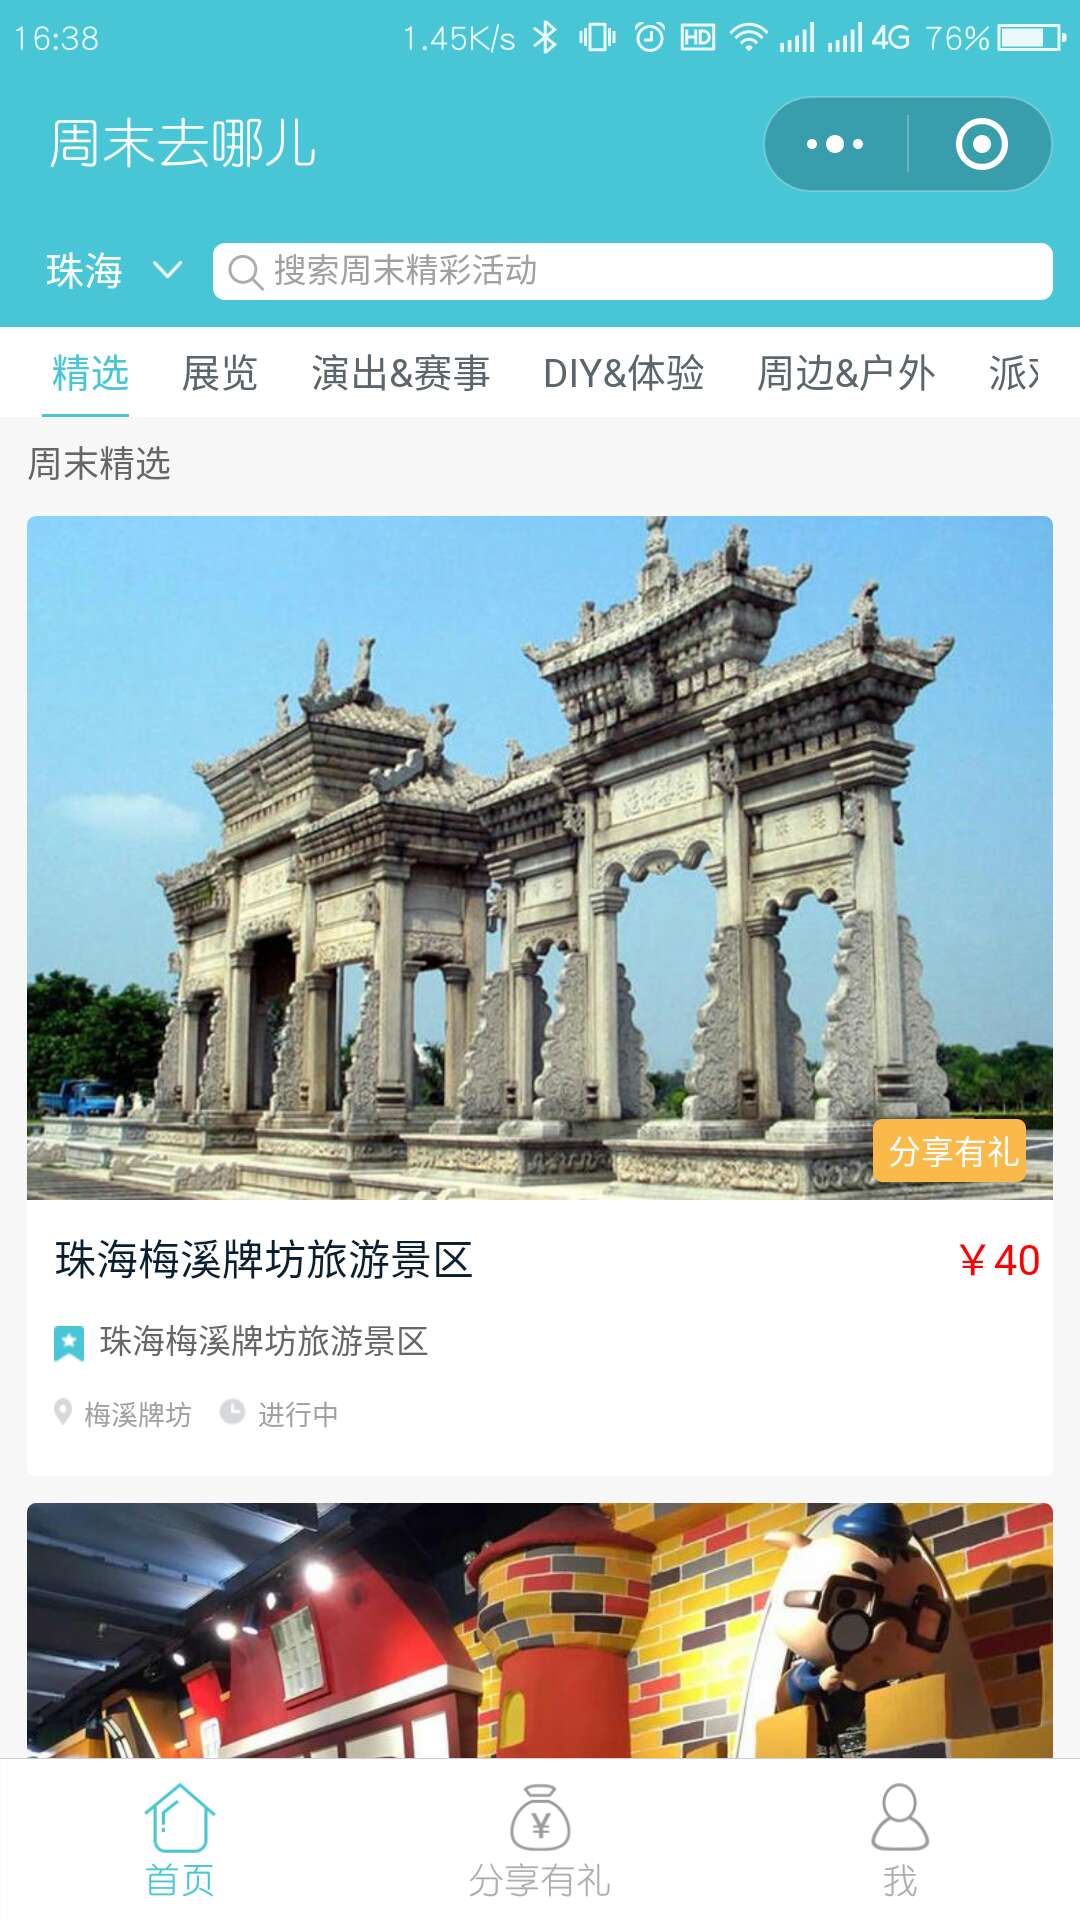 16:38 1.45K/s HD 4G 76%
周末去哪儿
珠海 搜索周末精彩活动
精选 展览 演出&赛事 DIY&体验 周边&户外 派
周末精选
分享有礼
珠海梅溪牌坊旅游景区 ￥40
珠海梅溪牌坊旅游景区
梅溪牌坊 进行中
首页 分享有礼 我